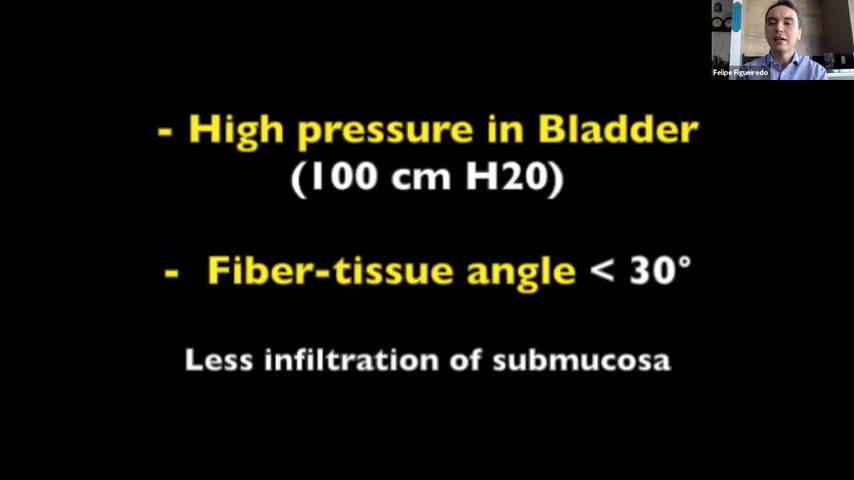 Felipe Figueiredo
- High pressure in Bladder
(100 cm H20)
- Fiber-tissue angle < 30°
Less infiltration of submucosa